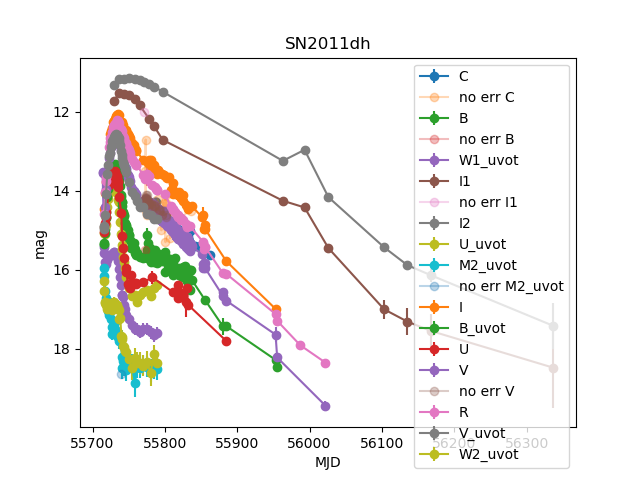 SN2011dh
mag
12
14
16
18
55700
55800
55900
56000
56100
56200
56300
MJD
C
no err C
B
no err B
W1_uvot
I1
no err I1
I2
U_uvot
M2_uvot
no err M2_uvot
I
B_uvot
U
V
no err V
R
V_uvot
W2_uvot